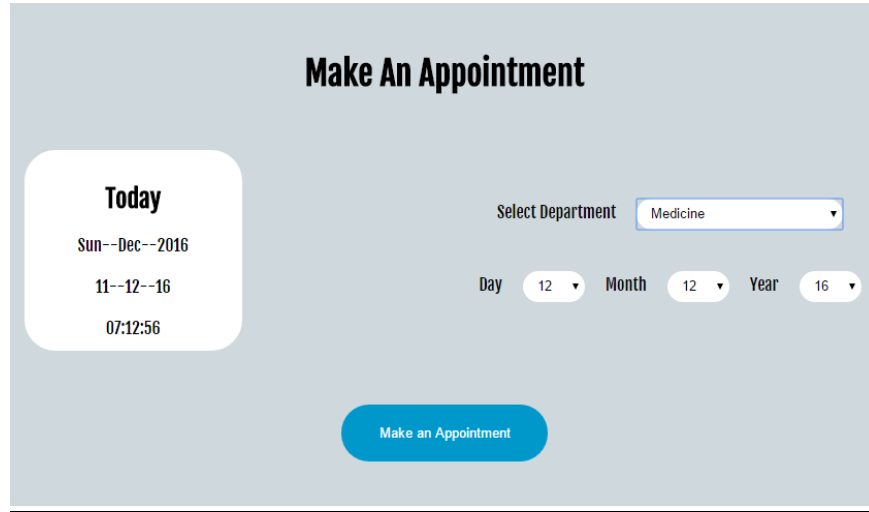 Make An Appointment
Today
Sun--Dec--2016
11--12--16
07:12:56
Select Department Medicine
Day 12 Month 12 Year 16
Make an Appointment